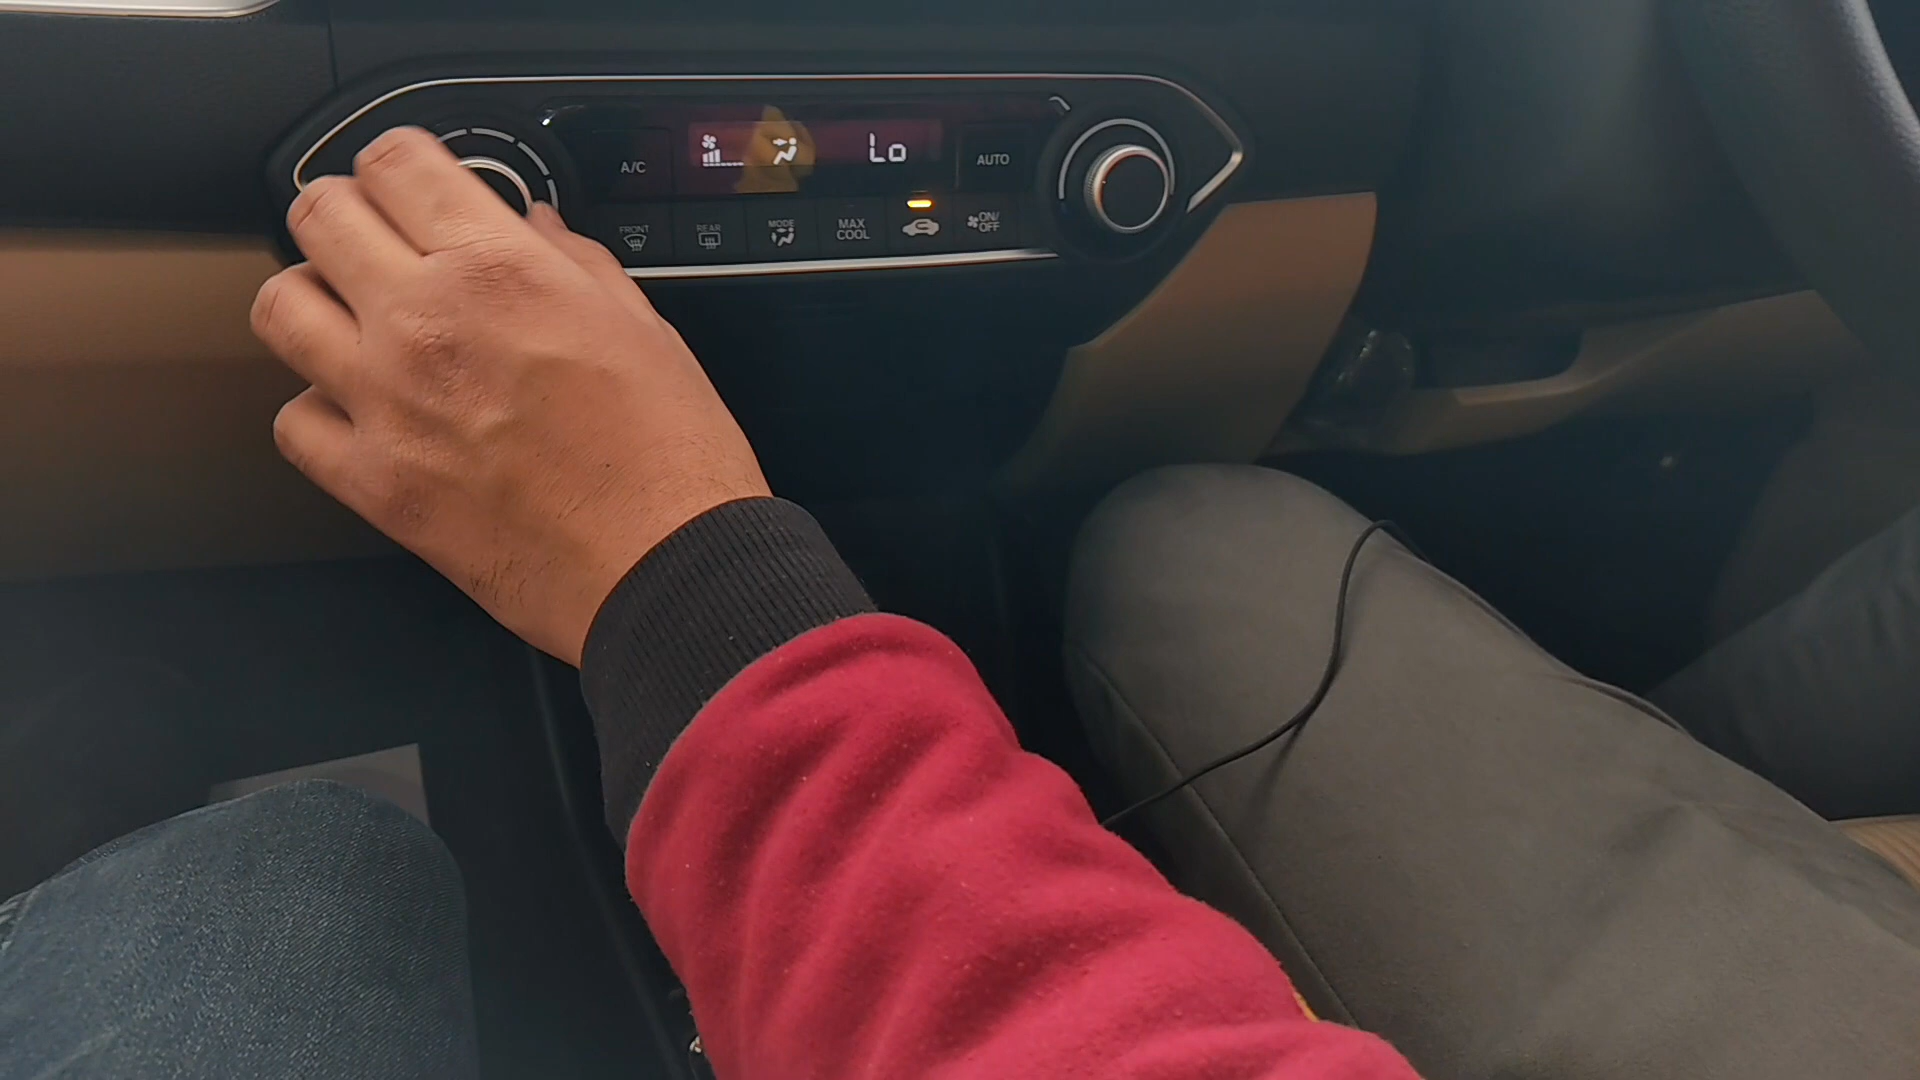 A/C
Lo
AUTO
FRONT
REAR
MODE
MAX
COOL
ON/
OFF